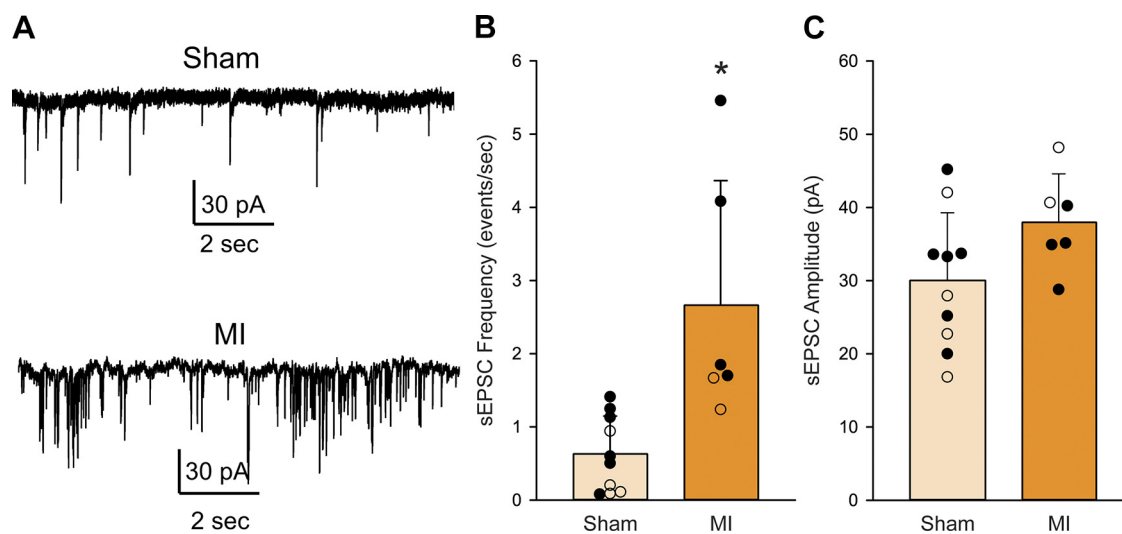 A
Sham
30 pA
2 sec
MI
30 pA
2 sec
B
sEPSC Frequency (events/sec)
6
5
4
3
2
1
0
*
Sham
MI
C
sEPSC Amplitude (pA)
60
50
40
30
20
10
0
Sham
MI